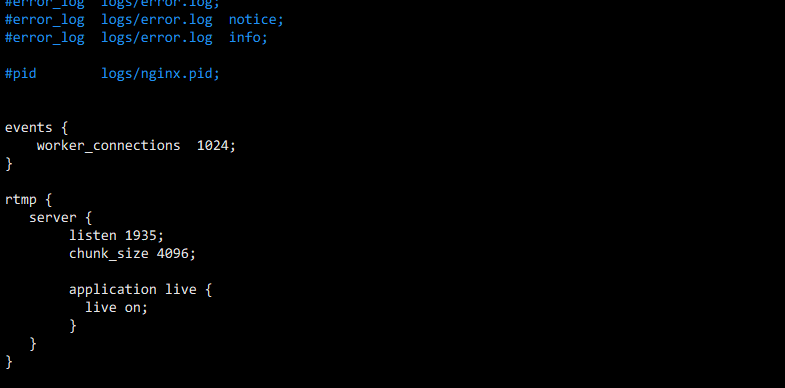 #error_log  logs/error.log;
#error_log  logs/error.log  notice;
#error_log  logs/error.log  info;
#pid        logs/nginx.pid;
events {
    worker_connections  1024;
}
rtmp {
   server {
        listen 1935;
        chunk_size 4096;
        application live {
          live on;
        }
   }
}